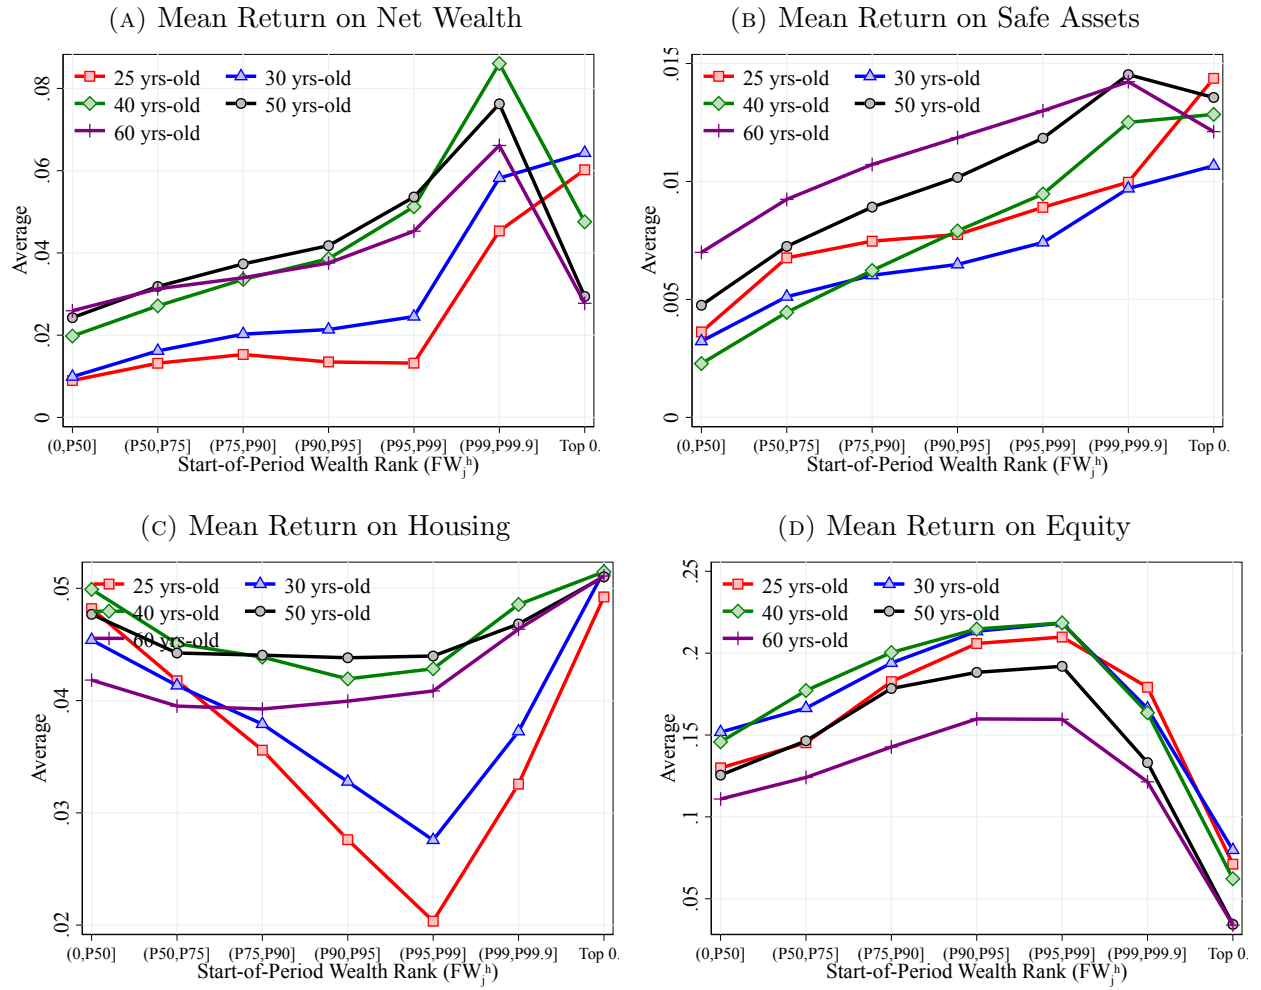 (A) Mean Return on Net Wealth
25 yrs-old 30 yrs-old
40 yrs-old 50 yrs-old
60 yrs-old
Average
0 .02 .04 .06 .08
(0,P50] (P50,P75] (P75,P90] (P90,P95] (P95,P99] (P99,P99.9] Top 0.
Start-of-Period Wealth Rank (FW_j^h)
(B) Mean Return on Safe Assets
25 yrs-old 30 yrs-old
40 yrs-old 50 yrs-old
60 yrs-old
Average
0 .005 .01 .015
(0,P50] (P50,P75] (P75,P90] (P90,P95] (P95,P99] (P99,P99.9] Top 0.
Start-of-Period Wealth Rank (FW_j^h)
(C) Mean Return on Housing
25 yrs-old 30 yrs-old
40 yrs-old 50 yrs-old
60 yrs-old
Average
.02 .03 .04 .05
(0,P50] (P50,P75] (P75,P90] (P90,P95] (P95,P99] (P99,P99.9] Top 0.
Start-of-Period Wealth Rank (FW_j^h)
(D) Mean Return on Equity
25 yrs-old 30 yrs-old
40 yrs-old 50 yrs-old
60 yrs-old
Average
.05 .1 .15 .2 .25
(0,P50] (P50,P75] (P75,P90] (P90,P95] (P95,P99] (P99,P99.9] Top 0.
Start-of-Period Wealth Rank (FW_j^h)